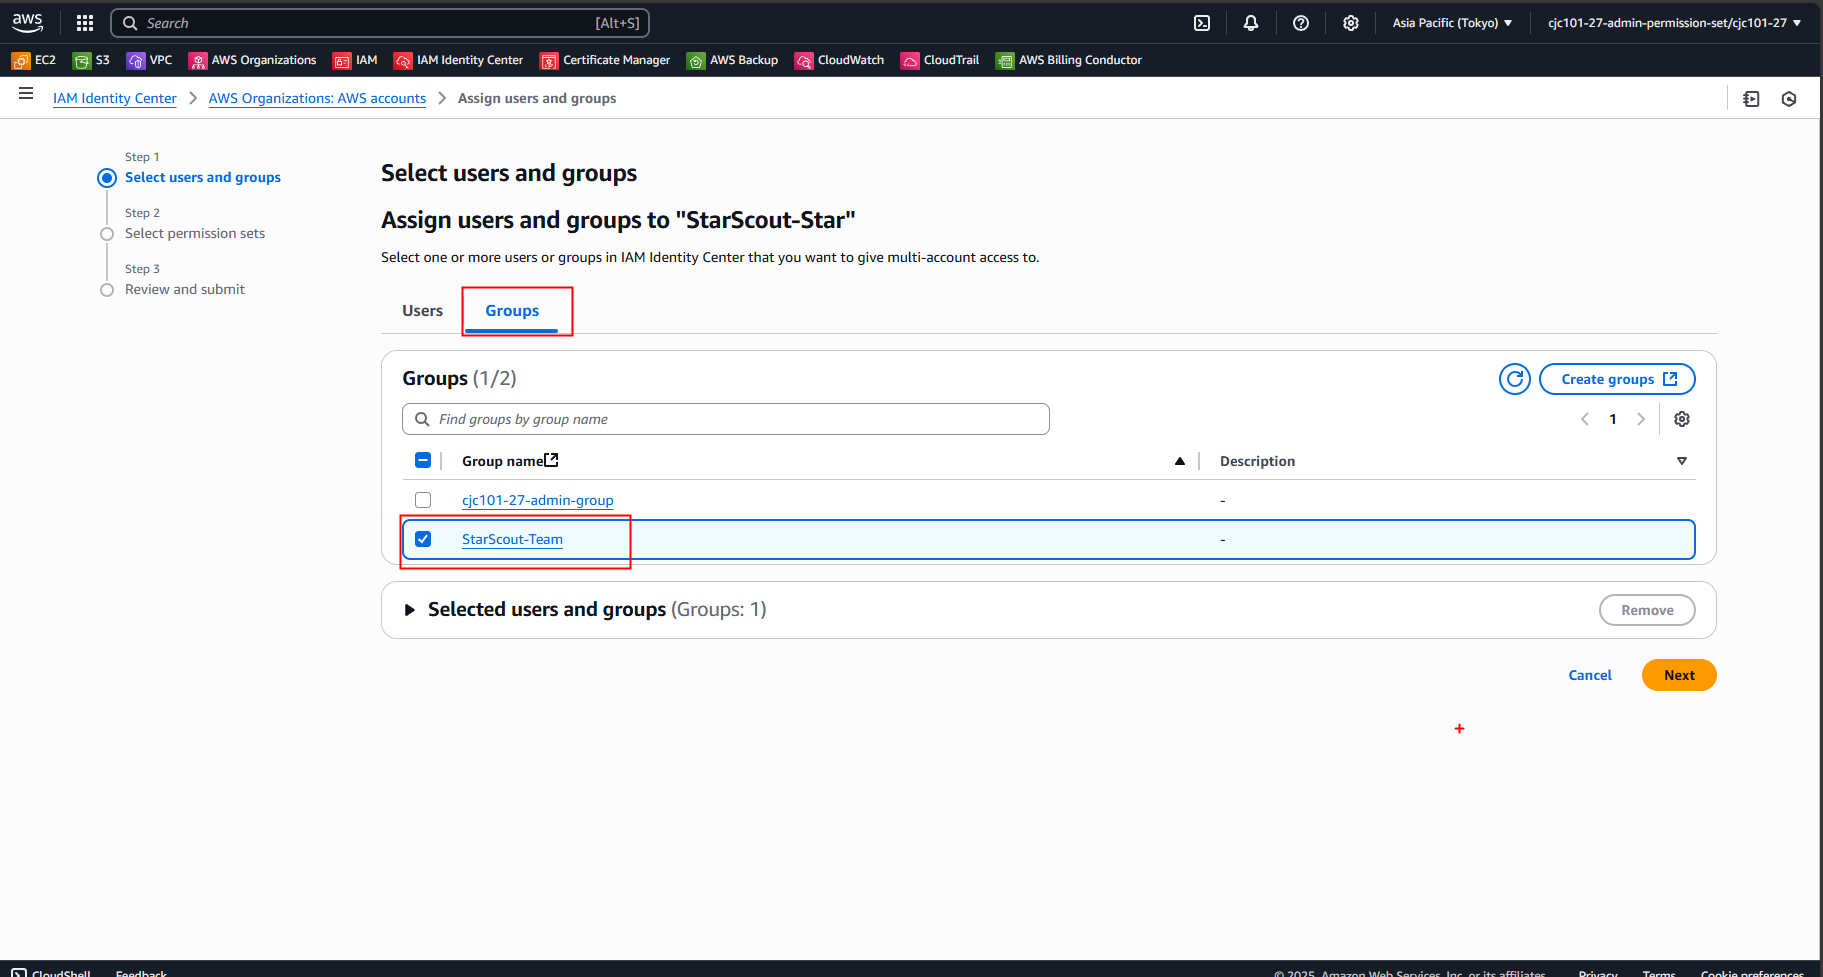 aws
Search [Alt+S]
Asia Pacific (Tokyo)
cjc101-27-admin-permission-set/cjc101-27
EC2 S3 VPC AWS Organizations IAM IAM Identity Center Certificate Manager AWS Backup CloudWatch CloudTrail AWS Billing Conductor
IAM Identity Center AWS Organizations: AWS accounts Assign users and groups
Step 1
Select users and groups
Step 2
Select permission sets
Step 3
Review and submit
Select users and groups
Assign users and groups to "StarScout-Star"
Select one or more users or groups in IAM Identity Center that you want to give multi-account access to.
Users Groups
Groups (1/2)
Create groups
Find groups by group name
1
Group name Description
cjc101-27-admin-group -
StarScout-Team -
Selected users and groups (Groups: 1)
Remove
Cancel Next
CloudShell Feedback © 2025, Amazon Web Services, Inc. or its affiliates. Privacy Terms Cookie preferences